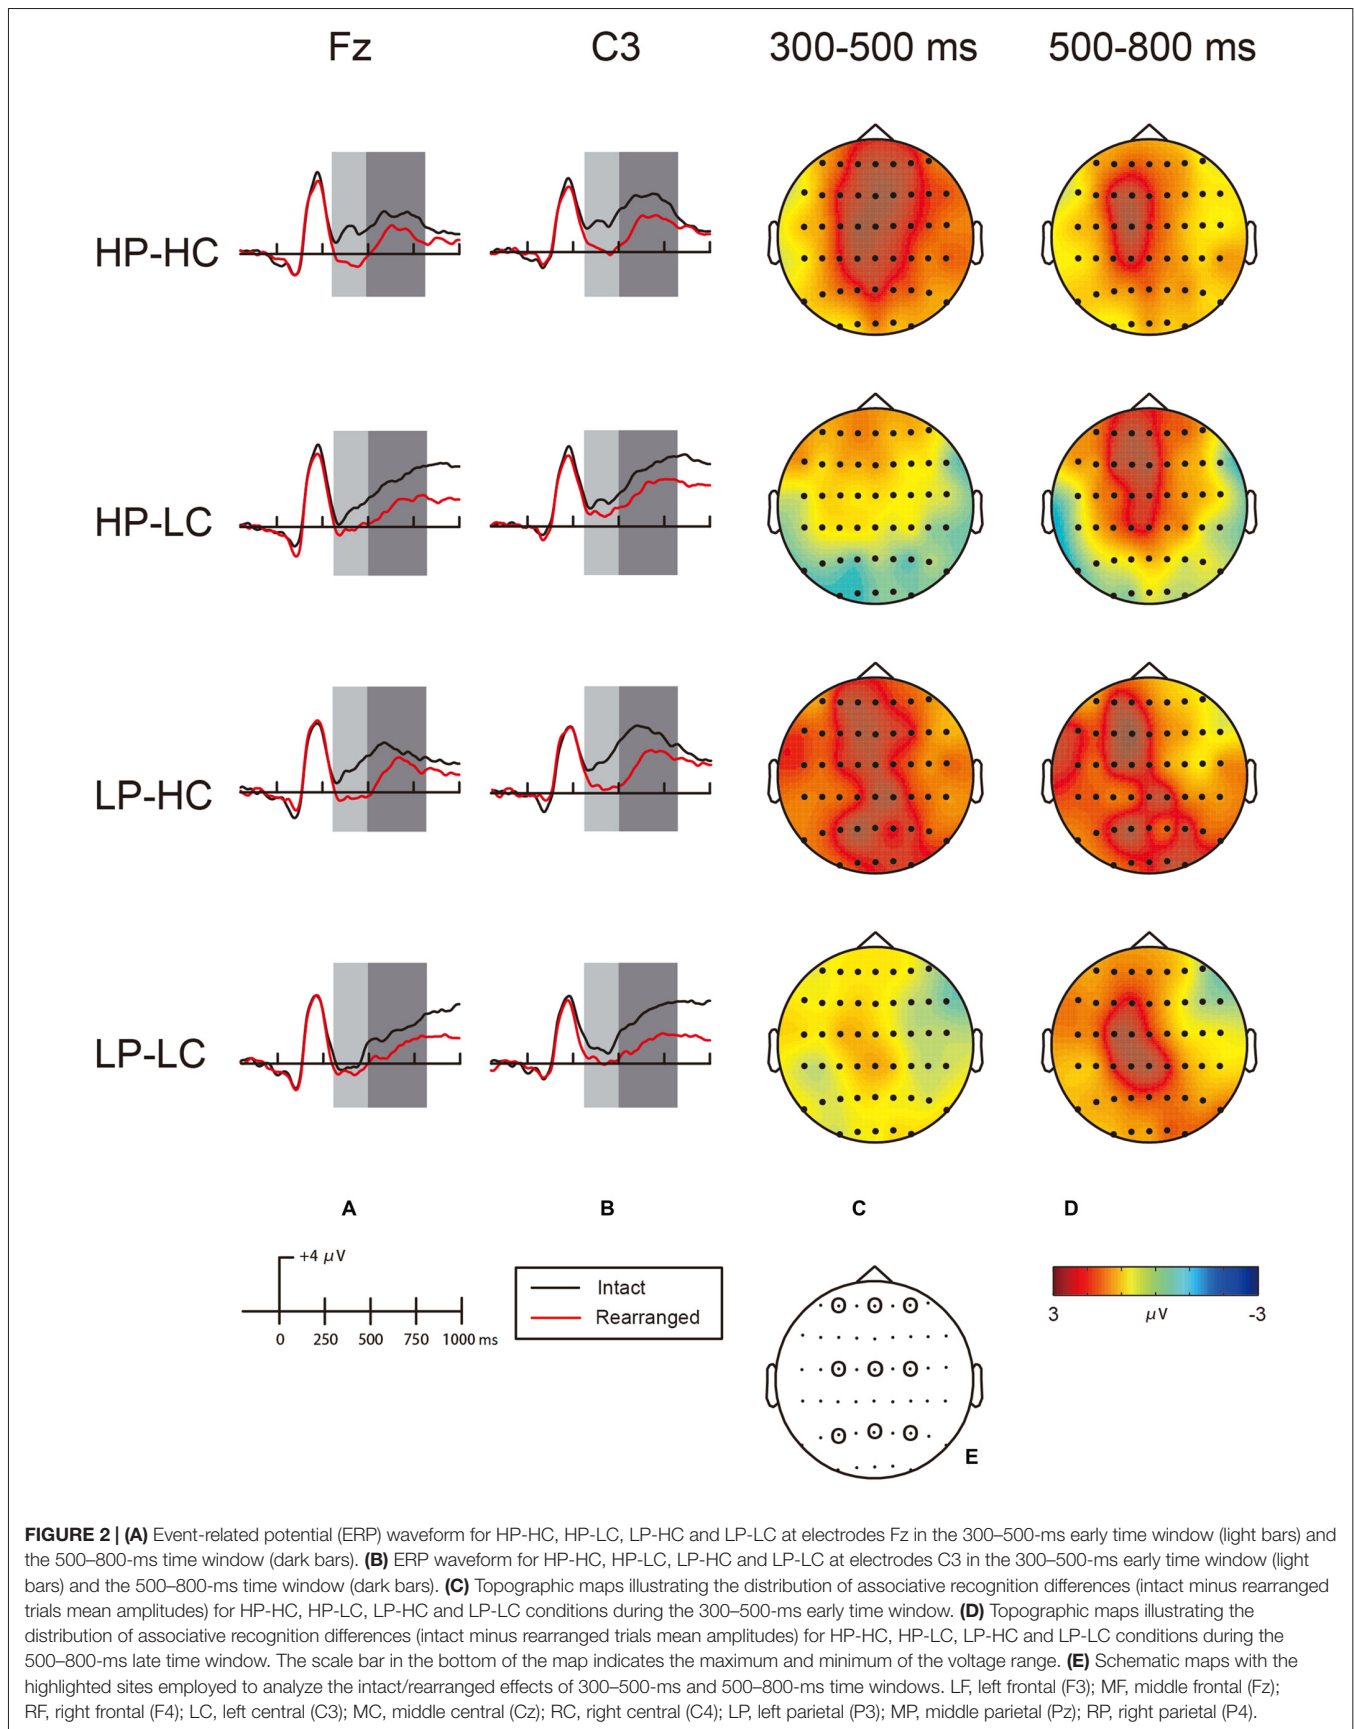 Fz C3 300-500 ms 500-800 ms
HP-HC
HP-LC
LP-HC
LP-LC
A B C D
+4 µV
0 250 500 750 1000 ms
Intact
Rearranged
3 µV -3
E
FIGURE 2 | (A) Event-related potential (ERP) waveform for HP-HC, HP-LC, LP-HC and LP-LC at electrodes Fz in the 300–500-ms early time window (light bars) and
the 500–800-ms time window (dark bars). (B) ERP waveform for HP-HC, HP-LC, LP-HC and LP-LC at electrodes C3 in the 300–500-ms early time window (light
bars) and the 500–800-ms time window (dark bars). (C) Topographic maps illustrating the distribution of associative recognition differences (intact minus rearranged
trials mean amplitudes) for HP-HC, HP-LC, LP-HC and LP-LC conditions during the 300–500-ms early time window. (D) Topographic maps illustrating the
distribution of associative recognition differences (intact minus rearranged trials mean amplitudes) for HP-HC, HP-LC, LP-HC and LP-LC conditions during the
500–800-ms late time window. The scale bar in the bottom of the map indicates the maximum and minimum of the voltage range. (E) Schematic maps with the
highlighted sites employed to analyze the intact/rearranged effects of 300–500-ms and 500–800-ms time windows. LF, left frontal (F3); MF, middle frontal (Fz);
RF, right frontal (F4); LC, left central (C3); MC, middle central (Cz); RC, right central (C4); LP, left parietal (P3); MP, middle parietal (Pz); RP, right parietal (P4).